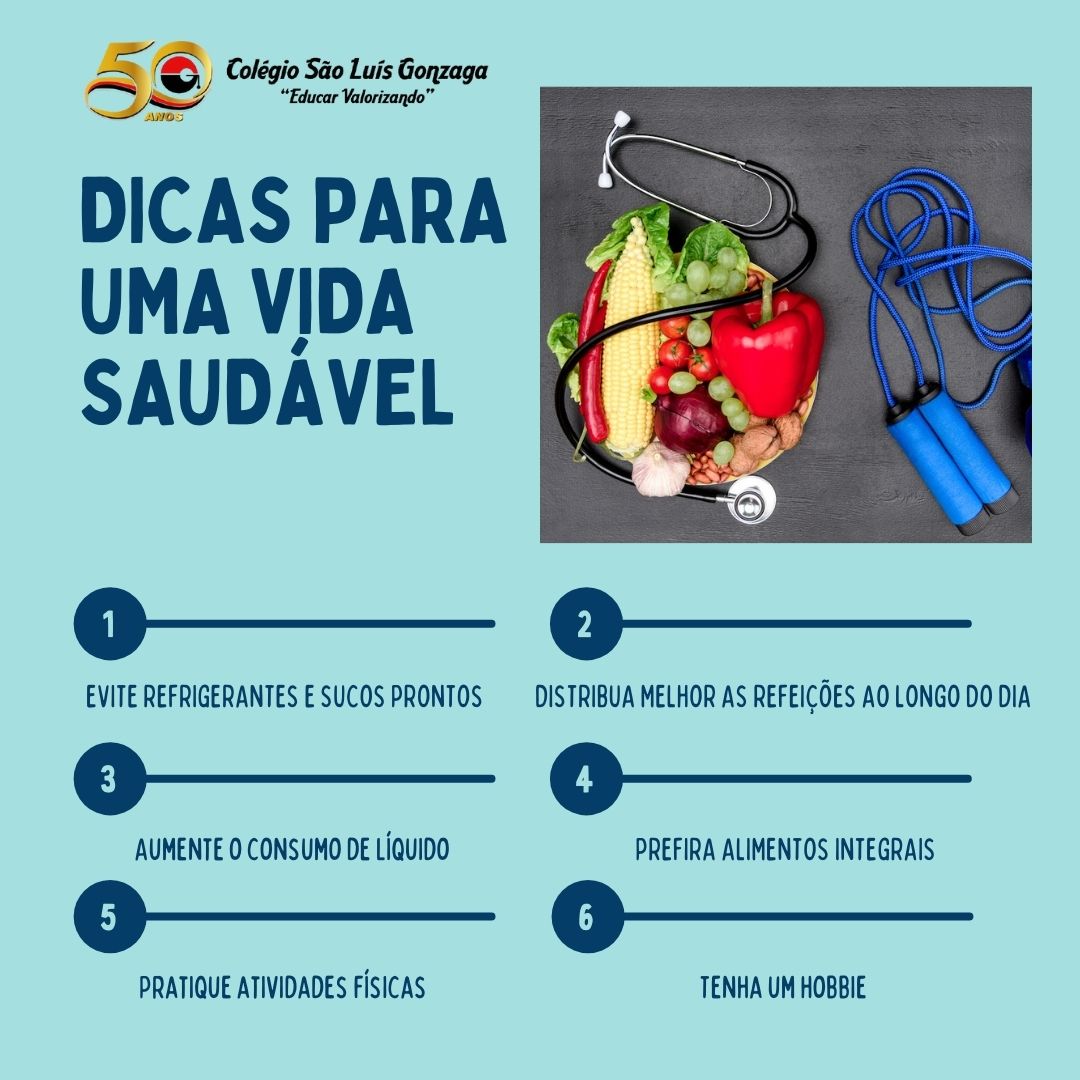 50
ANOS
Colégio São Luís Gonzaga
“Educar Valorizando”
DICAS PARA
UMA VIDA
SAUDÁVEL
1
EVITE REFRIGERANTES E SUCOS PRONTOS
2
DISTRIBUA MELHOR AS REFEIÇÕES AO LONGO DO DIA
3
AUMENTE O CONSUMO DE LÍQUIDO
4
PREFIRA ALIMENTOS INTEGRAIS
5
PRATIQUE ATIVIDADES FÍSICAS
6
TENHA UM HOBBIE